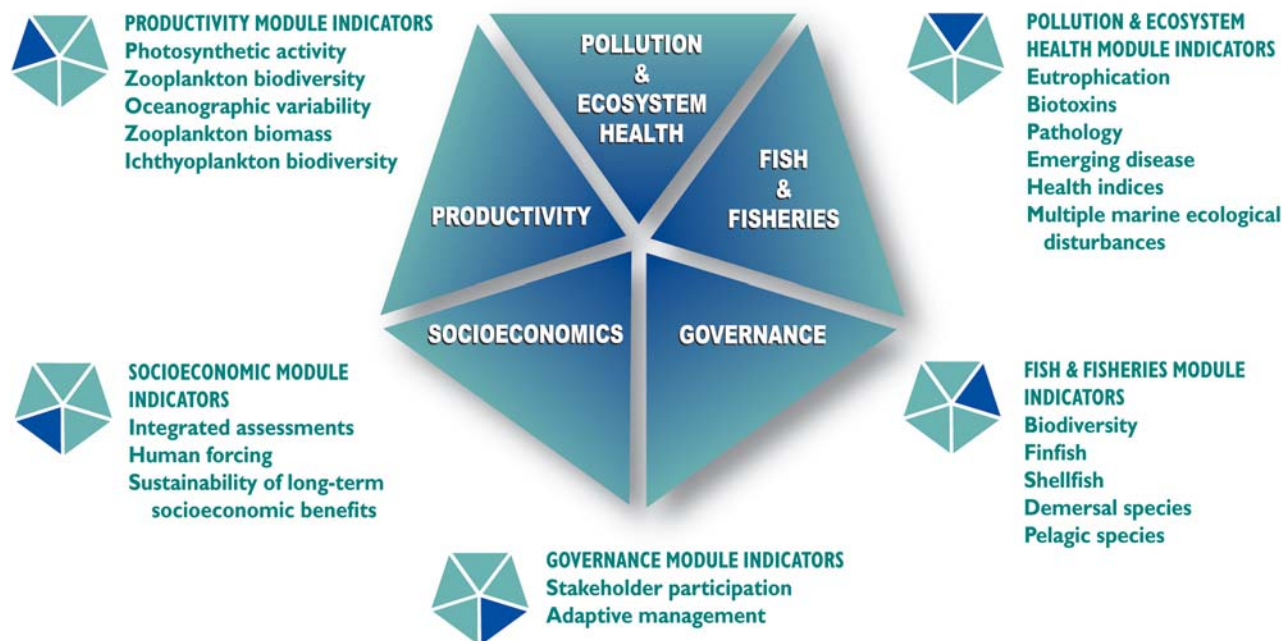 PRODUCTIVITY MODULE INDICATORS
Photosynthetic activity
Zooplankton biodiversity
Oceanographic variability
Zooplankton biomass
Ichthyoplankton biodiversity
POLLUTION
&
ECOSYSTEM
HEALTH
FISH
&
FISHERIES
PRODUCTIVITY
SOCIOECONOMICS
GOVERNANCE
POLLUTION & ECOSYSTEM
HEALTH MODULE INDICATORS
Eutrophication
Biotoxins
Pathology
Emerging disease
Health indices
Multiple marine ecological
disturbances
SOCIOECONOMIC MODULE
INDICATORS
Integrated assessments
Human forcing
Sustainability of long-term
socioeconomic benefits
FISH & FISHERIES MODULE
INDICATORS
Biodiversity
Finfish
Shellfish
Demersal species
Pelagic species
GOVERNANCE MODULE INDICATORS
Stakeholder participation
Adaptive management